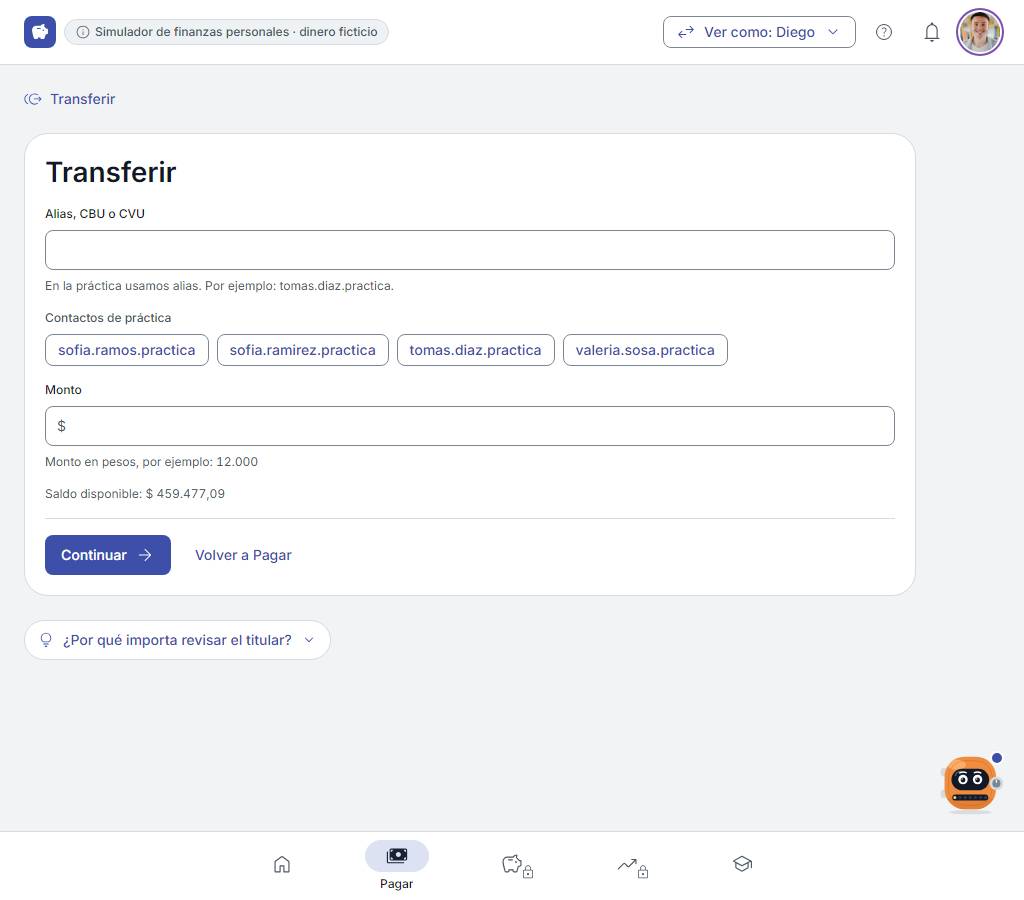 Simulador de finanzas personales · dinero ficticio
Ver como: Diego
Transferir
Transferir
Alias, CBU o CVU
En la práctica usamos alias. Por ejemplo: tomas.diaz.practica.
Contactos de práctica
sofia.ramos.practica
sofia.ramirez.practica
tomas.diaz.practica
valeria.sosa.practica
Monto
$
Monto en pesos, por ejemplo: 12.000
Saldo disponible: $ 459.477,09
Continuar
Volver a Pagar
¿Por qué importa revisar el titular?
Pagar